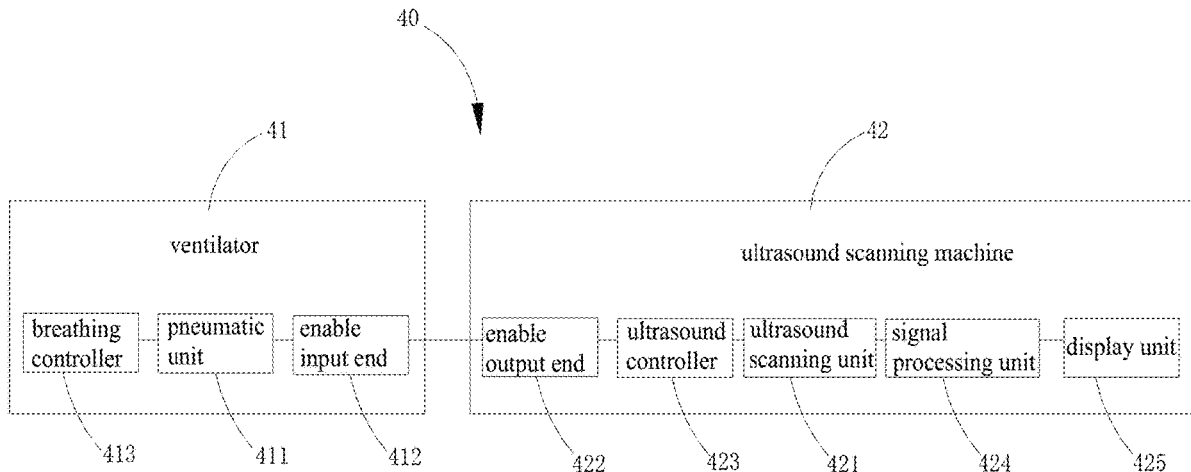 40
41
42
ventilator
ultrasound scanning machine
breathing
controller
pneumatic
unit
enable
input end
enable
output end
ultrasound
controller
ultrasound
scanning unit
signal
processing unit
display unit
413
411
412
422
423
421
424
425